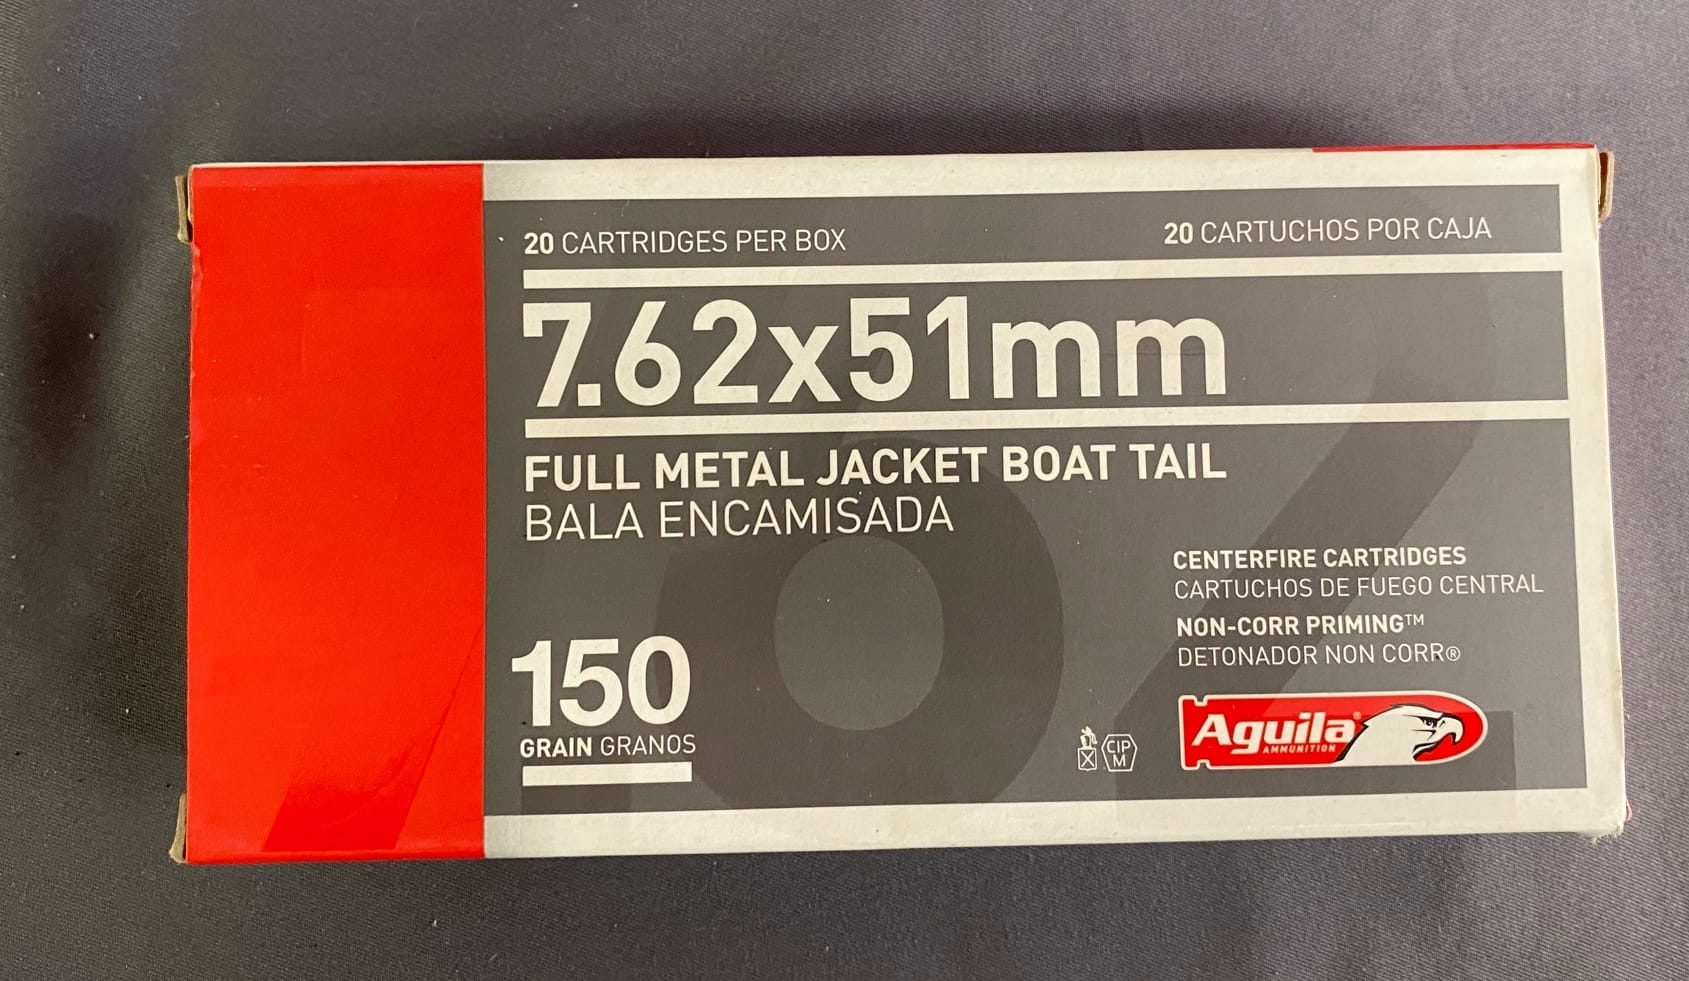 20 CARTRIDGES PER BOX
20 CARTUCHOS POR CAJA
7.62x51mm
FULL METAL JACKET BOAT TAIL
BALA ENCAMISADA
CENTERFIRE CARTRIDGES
CARTUCHOS DE FUEGO CENTRAL
NON-CORR PRIMING™
DETONADOR NON CORR®
150
GRAIN GRANOS
CIP
M
Aguila®
AMMUNITION